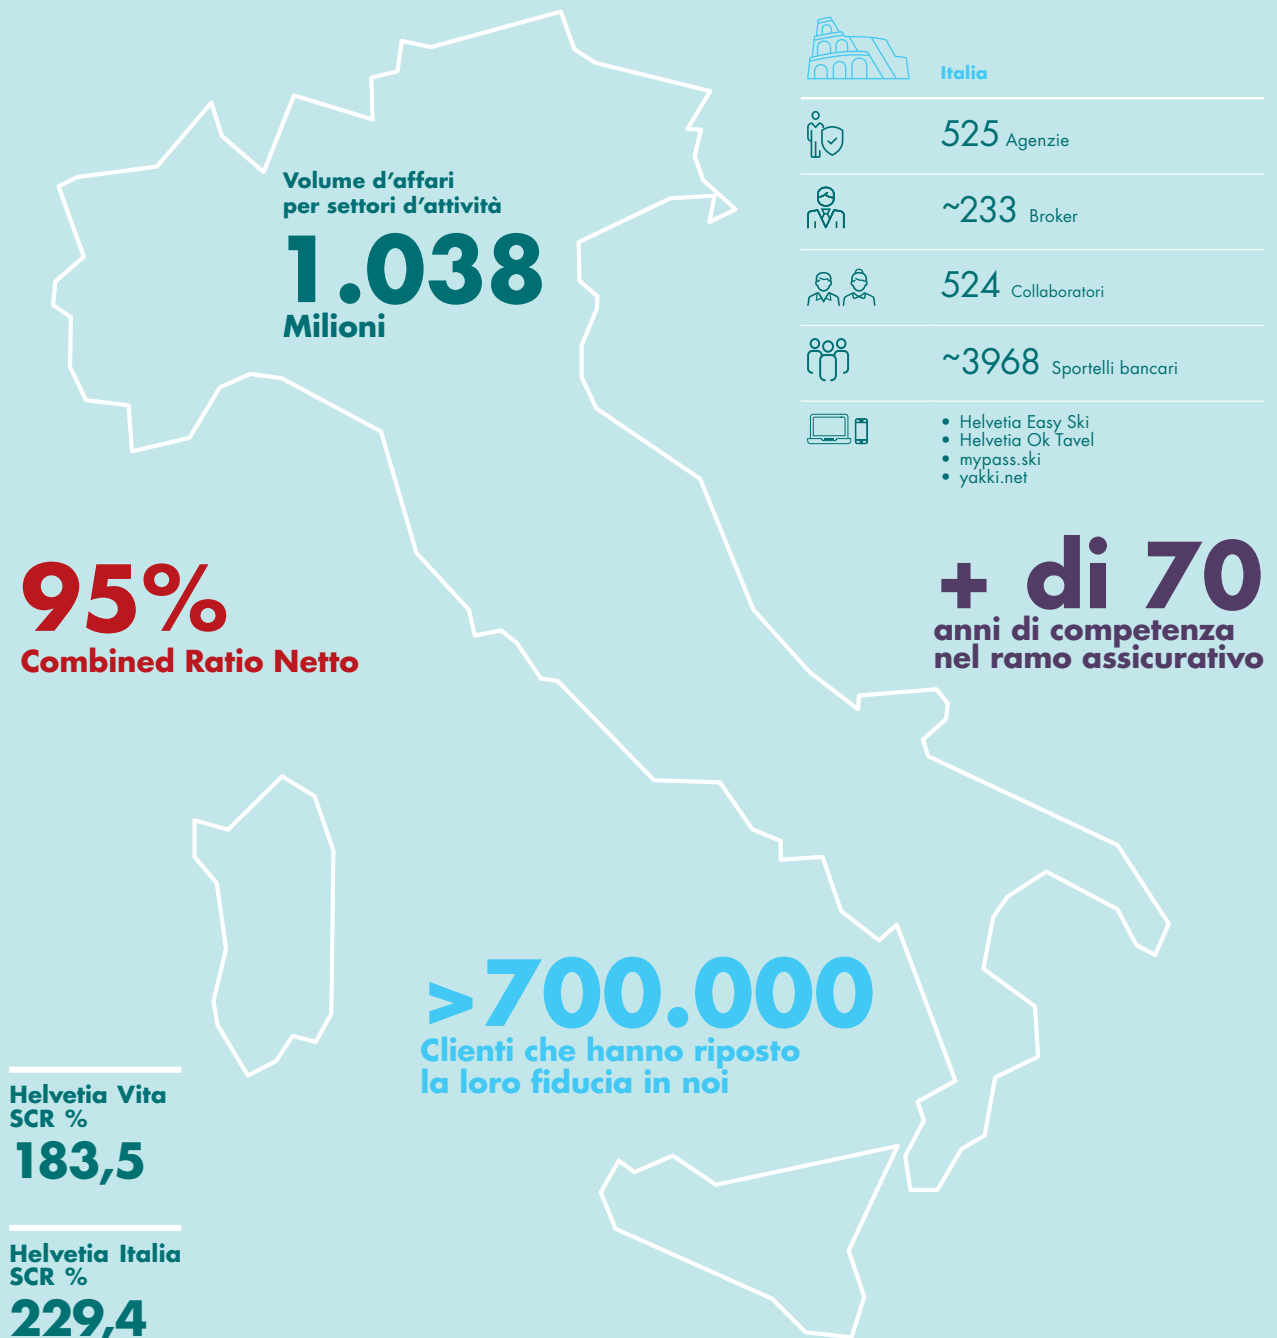 Italia
525 Agenzie
~233 Broker
524 Collaboratori
~3968 Sportelli bancari
• Helvetia Easy Ski
• Helvetia Ok Tavel
• mypass.ski
• yakki.net
Volume d'affari
per settori d'attività
1.038
Milioni
95%
Combined Ratio Netto
+ di 70
anni di competenza
nel ramo assicurativo
>700.000
Clienti che hanno riposto
la loro fiducia in noi
Helvetia Vita
SCR %
183,5
Helvetia Italia
SCR %
229,4